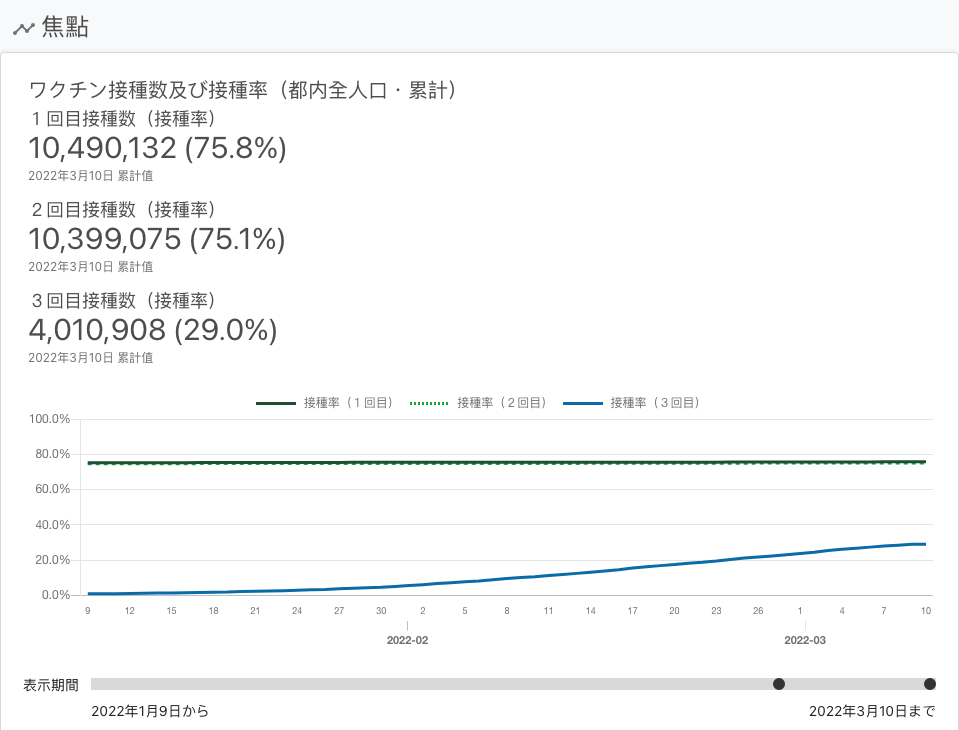 焦點
ワクチン接種数及び接種率（都内全人口・累計）
１回目接種数（接種率）
10,490,132 (75.8%)
2022年3月10日 累計値
２回目接種数（接種率）
10,399,075 (75.1%)
2022年3月10日 累計値
３回目接種数（接種率）
4,010,908 (29.0%)
2022年3月10日 累計値
接種率（１回目） 接種率（２回目） 接種率（３回目）
100.0%
80.0%
60.0%
40.0%
20.0%
0.0%
9 12 15 18 21 24 27 30 2 5 8 11 14 17 20 23 26 1 4 7 10
2022-02 2022-03
表示期間
2022年1月9日から 2022年3月10日まで